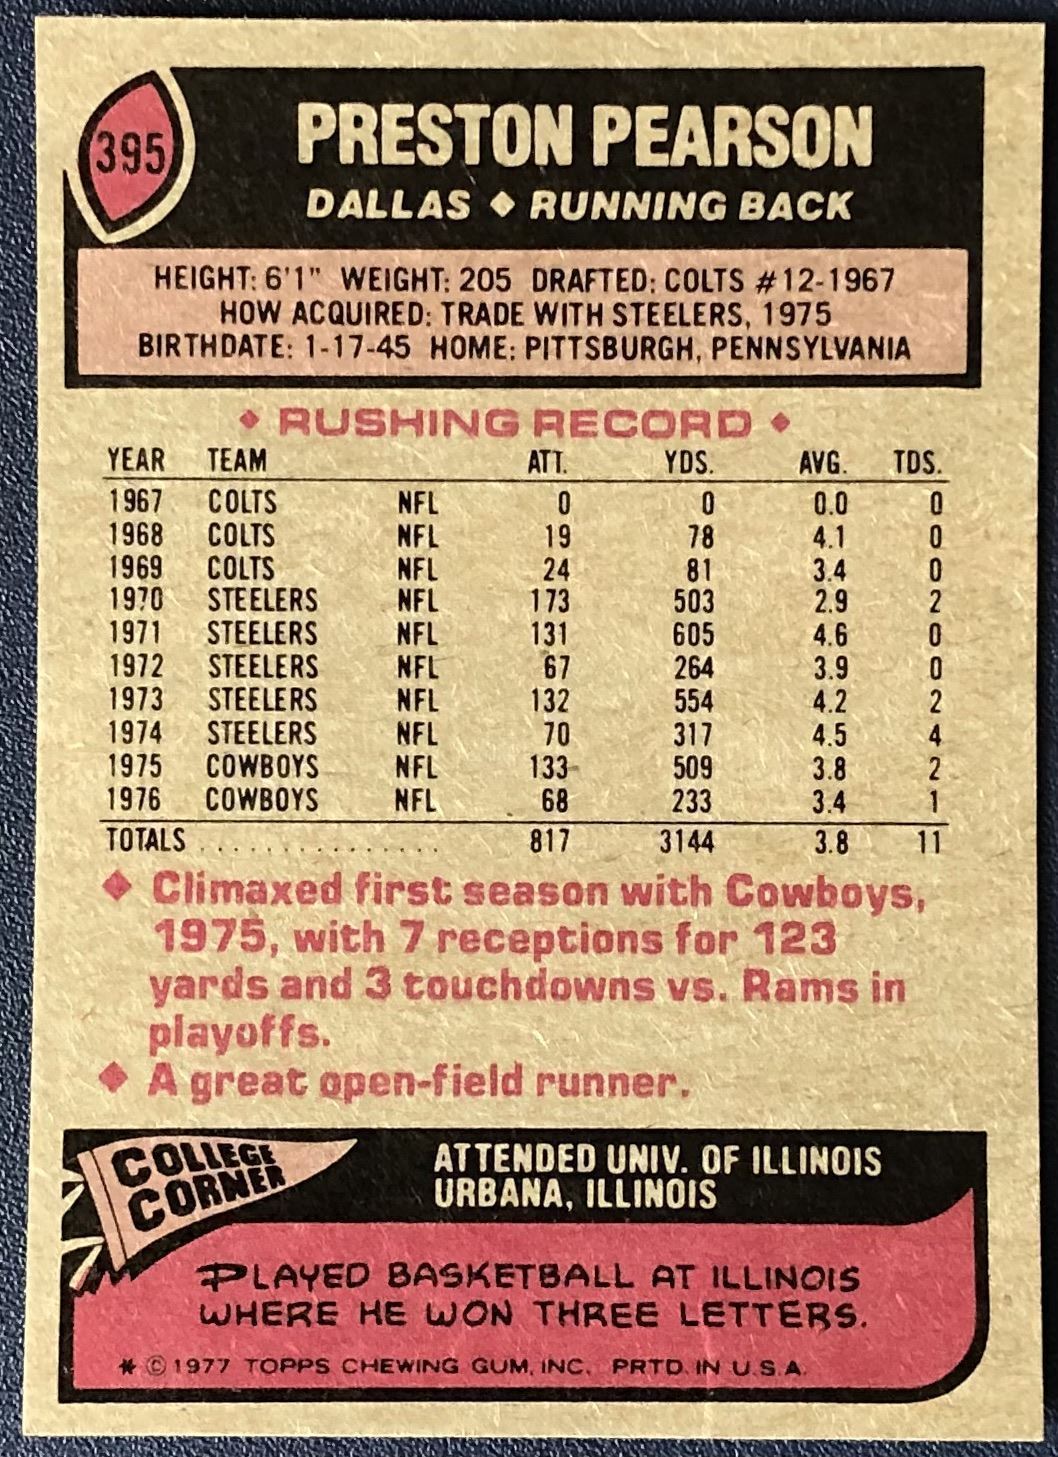 395
PRESTON PEARSON
DALLAS ♦ RUNNING BACK
HEIGHT: 6'1" WEIGHT: 205 DRAFTED: COLTS #12-1967
HOW ACQUIRED: TRADE WITH STEELERS, 1975
BIRTHDATE: 1-17-45 HOME: PITTSBURGH, PENNSYLVANIA
♦ RUSHING RECORD ♦
YEAR TEAM ATT. YDS. AVG. TDS.
1967 COLTS NFL 0 0 0.0 0
1968 COLTS NFL 19 78 4.1 0
1969 COLTS NFL 24 81 3.4 0
1970 STEELERS NFL 173 503 2.9 2
1971 STEELERS NFL 131 605 4.6 0
1972 STEELERS NFL 67 264 3.9 0
1973 STEELERS NFL 132 554 4.2 2
1974 STEELERS NFL 70 317 4.5 4
1975 COWBOYS NFL 133 509 3.8 2
1976 COWBOYS NFL 68 233 3.4 1
TOTALS . . . . . . . . . . . . . . . 817 3144 3.8 11
♦ Climaxed first season with Cowboys,
1975, with 7 receptions for 123
yards and 3 touchdowns vs. Rams in
playoffs.
♦ A great open-field runner.
COLLEGE
CORNER
ATTENDED UNIV. OF ILLINOIS
URBANA, ILLINOIS
PLAYED BASKETBALL AT ILLINOIS
WHERE HE WON THREE LETTERS.
* © 1977 TOPPS CHEWING GUM, INC. PRTD. IN U.S.A.